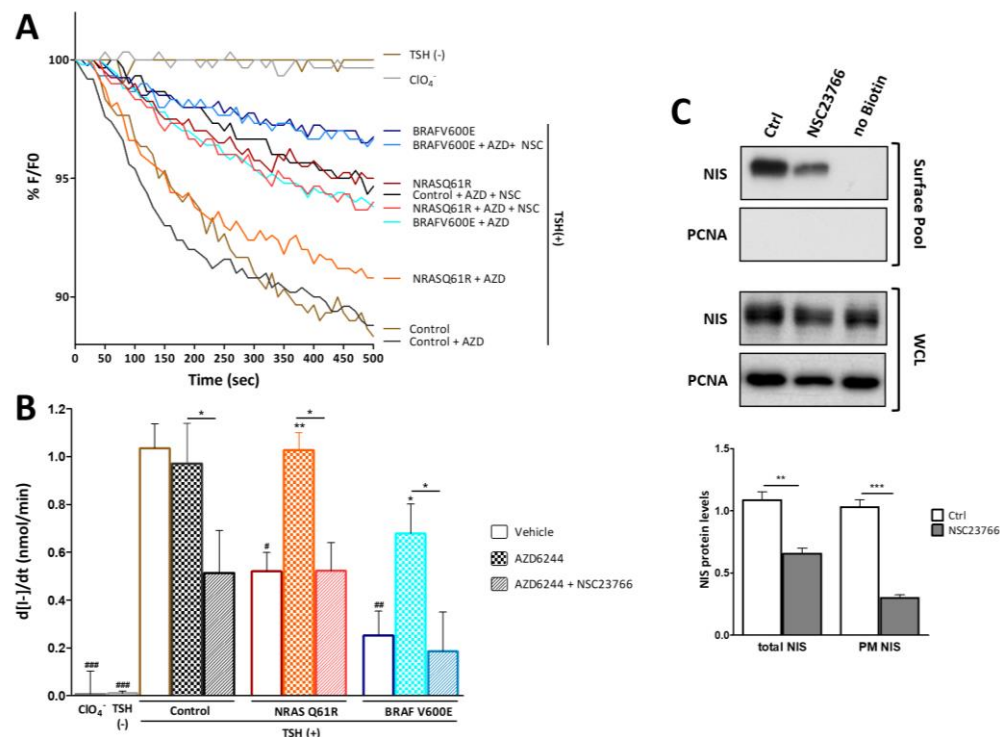 A
100
95
90
% F/F0
0 50 100 150 200 250 300 350 400 450 500
Time (sec)
TSH (-)
ClO₄⁻
BRAFV600E
BRAFV600E + AZD+ NSC
NRASQ61R
Control + AZD + NSC
NRASQ61R + AZD + NSC
BRAFV600E + AZD
NRASQ61R + AZD
Control
Control + AZD
TSH(+)
B
1.2
1.0
0.8
0.6
0.4
0.2
0.0
d[I-]/dt (nmol/min)
###
###
*
#
*
**
##
*
*
ClO₄⁻
TSH
(-)
Control
NRAS Q61R
BRAF V600E
TSH (+)
Vehicle
AZD6244
AZD6244 + NSC23766
C
Ctrl
NSC23766
no Biotin
NIS
PCNA
Surface Pool
NIS
PCNA
WCL
1.5
1.0
0.5
0.0
NIS protein levels
**
***
total NIS
PM NIS
Ctrl
NSC23766